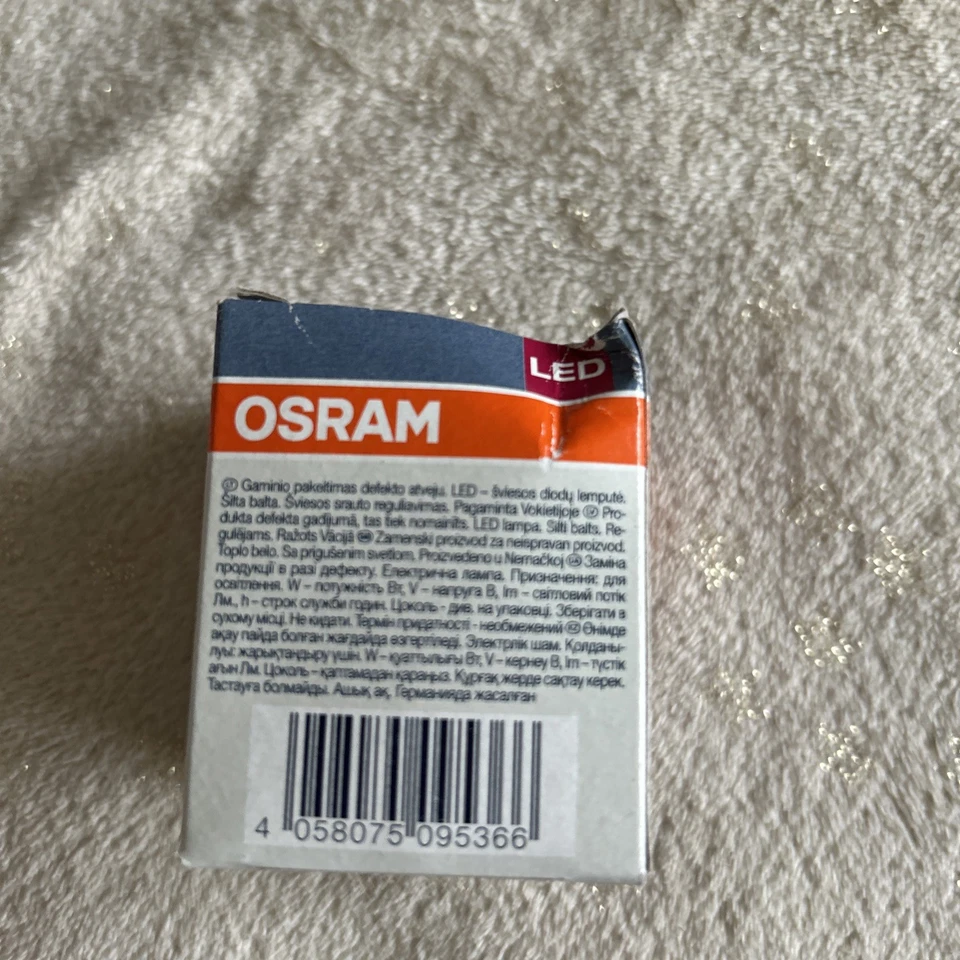 LED
OSRAM
LT Gaminio pakeitimas defekto atveju. LED – šviesos diodų lemputė.
Šilta balta. Šviesos srauto reguliavimas. Pagaminta Vokietijoje LV Pro-
dukta defekta gadījumā, tas tiek nomainīts. LED lampa. Silti balts. Re-
gulējams. Ražots Vācijā Zamenski proizvod za neispravan proizvod.
Toplo belo. Sa prigušenim svetlom. Proizvedeno u Nemačkoj UA Заміна
продукції в разі дефекту. Електрична лампа. Призначення: для
освітлення. W – потужність Вт, V – напруга В, lm – світловий потік
Лм., h – строк служби годин. Цоколь - див. на упаковці. Зберігати в
сухому місці. Не кидати. Термін придатності - необмежений KZ Өнімде
ақау пайда болған жағдайда өзгертіледі. Электрлік шам. Қолданы-
луы: жарықтандыру үшін. W – қуаттылығы Вт, V – кернеу В, lm – түстік
ағын Лм. Цоколь – қаптамадан қараңыз. Құрғақ жерде сақтау керек.
Тастауға болмайды. Ашық ақ. Германияда жасалған
4 058075 095366